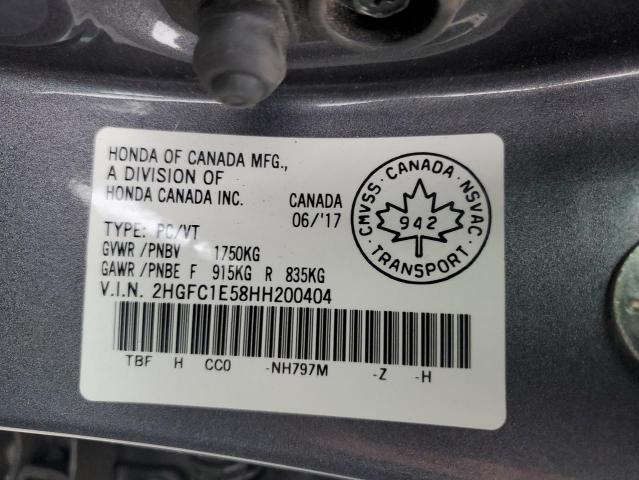 HONDA OF CANADA MFG.,
A DIVISION OF
HONDA CANADA INC. CANADA
06/'17
TYPE: PC/VT
GVWR/PNBV 1750KG
GAWR/PNBE F 915KG R 835KG
V.I.N. 2HGFC1E58HH200404
TBF H CC0 -NH797M -Z -H
CMVSS · CANADA · NSVAC
942
TRANSPORT